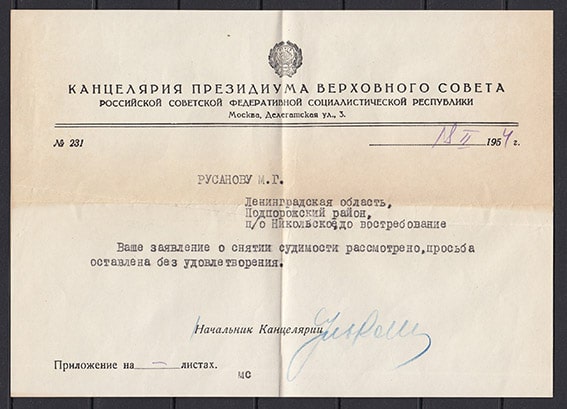 КАНЦЕЛЯРИЯ ПРЕЗИДИУМА ВЕРХОВНОГО СОВЕТА
РОССИЙСКОЙ СОВЕТСКОЙ ФЕДЕРАТИВНОЙ СОЦИАЛИСТИЧЕСКОЙ РЕСПУБЛИКИ
Москва, Делегатская ул., 3.
№ 231
18 II 1954 г.
РУСАНОВУ М.Г.
Ленинградская область,
Подпорожский район,
п/о Никольское,до востребование
Ваше заявление о снятии судимости рассмотрено,просьба
оставлена без удовлетворения.
Начальник Канцелярии
Приложение на — листах.
МС